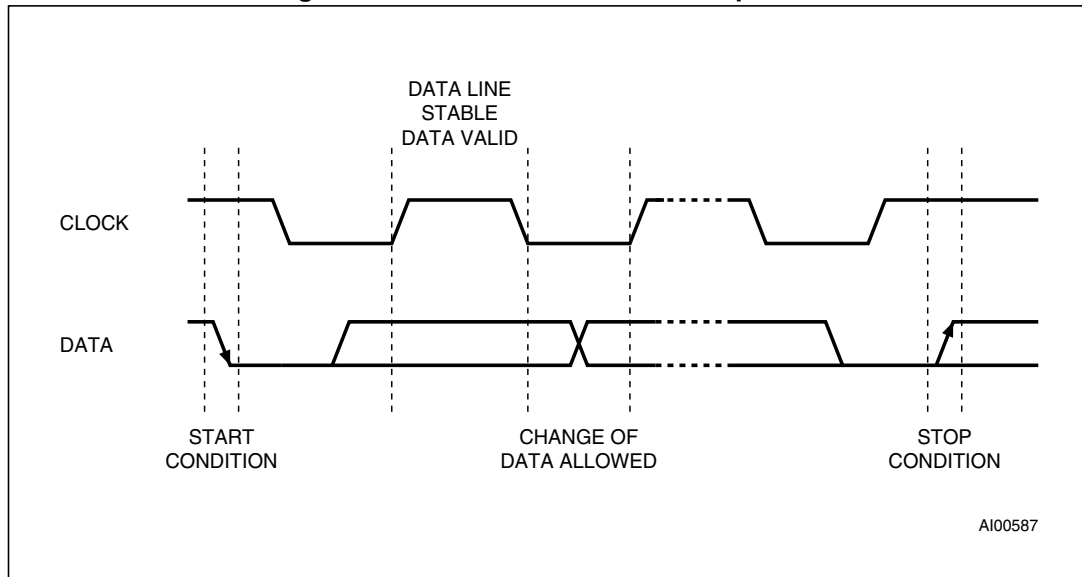 DATA LINE
STABLE
DATA VALID
CLOCK
DATA
START
CONDITION
CHANGE OF
DATA ALLOWED
STOP
CONDITION
AI00587